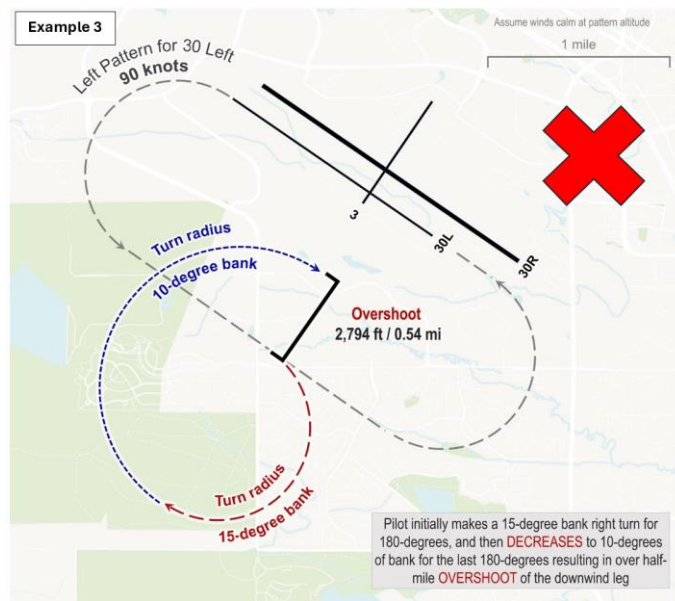 Example 3
Assume winds calm at pattern altitude
1 mile
Left Pattern for 30 Left
90 knots
3
30L
30R
Turn radius
10-degree bank
Overshoot
2,794 ft / 0.54 mi
Turn radius
15-degree bank
Pilot initially makes a 15-degree bank right turn for
180-degrees, and then DECREASES to 10-degrees
of bank for the last 180-degrees resulting in over half-
mile OVERSHOOT of the downwind leg